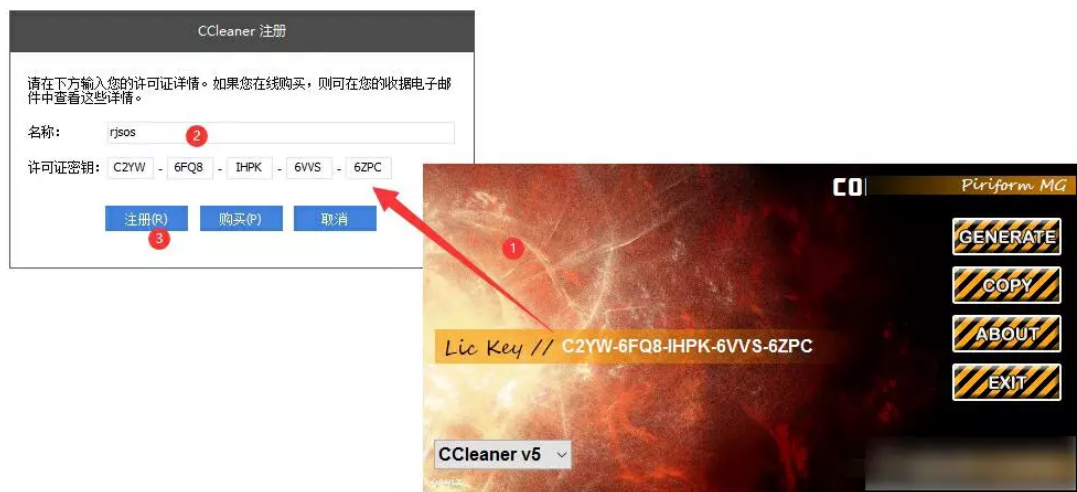 CCleaner 注册
请在下方输入您的许可证详情。如果您在线购买，则可在您的收据电子邮
件中查看这些详情。
名称：
rjsos
2
许可证密钥：
C2YW - 6FQ8 - IHPK - 6VVS - 6ZPC
注册(R)
购买(P)
取消
3
1
CO
Piriform MG
GENERATE
COPY
ABOUT
EXIT
Lic Key // C2YW-6FQ8-IHPK-6VVS-6ZPC
CCleaner v5